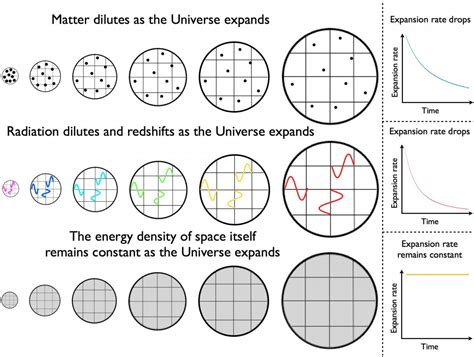 Matter dilutes as the Universe expands
Expansion rate drops
Expansion rate
Time
Radiation dilutes and redshifts as the Universe expands
Expansion rate drops
Expansion rate
Time
The energy density of space itself
remains constant as the Universe expands
Expansion rate
remains constant
Expansion rate
Time